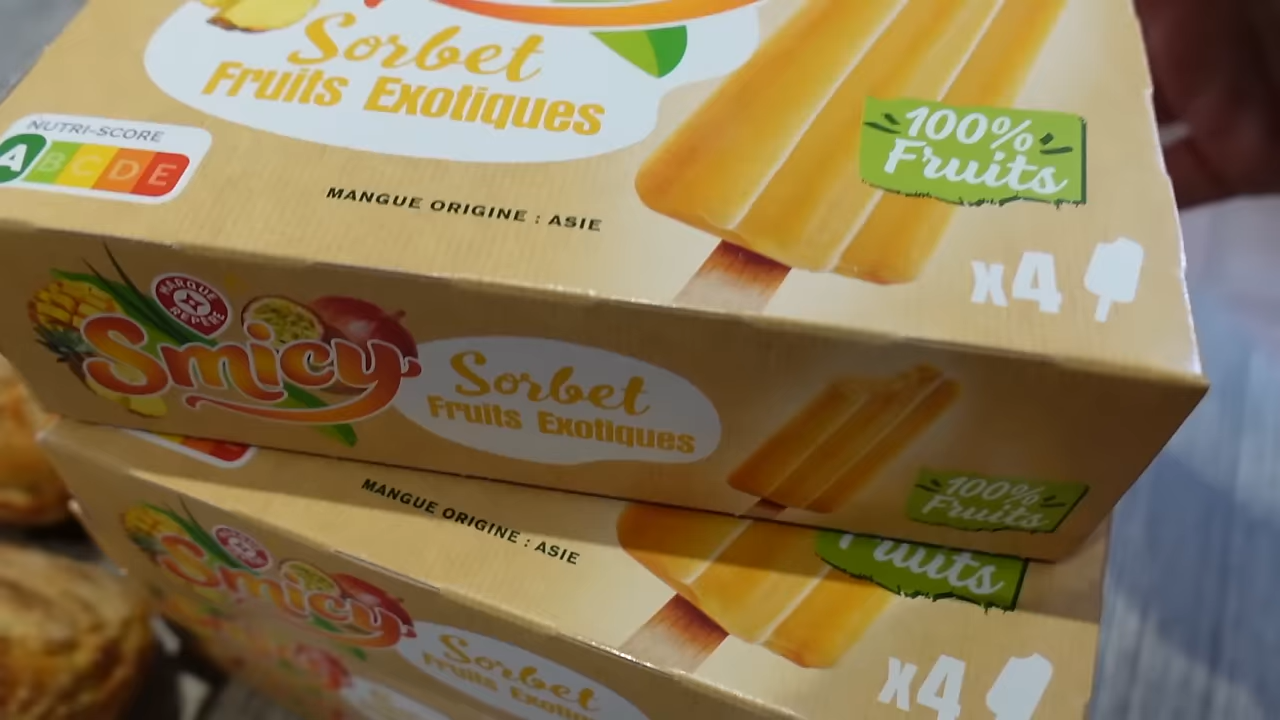 Sorbet
Fruits Exotiques
NUTRI-SCORE
A B C D E
100%
Fruits
MANGUE ORIGINE : ASIE
x4
MARQUE
REPÈRE
Smicy
Sorbet
Fruits Exotiques
100%
Fruits
MANGUE ORIGINE : ASIE
Fruits
Smicy
Sorbet
Fruits
x4